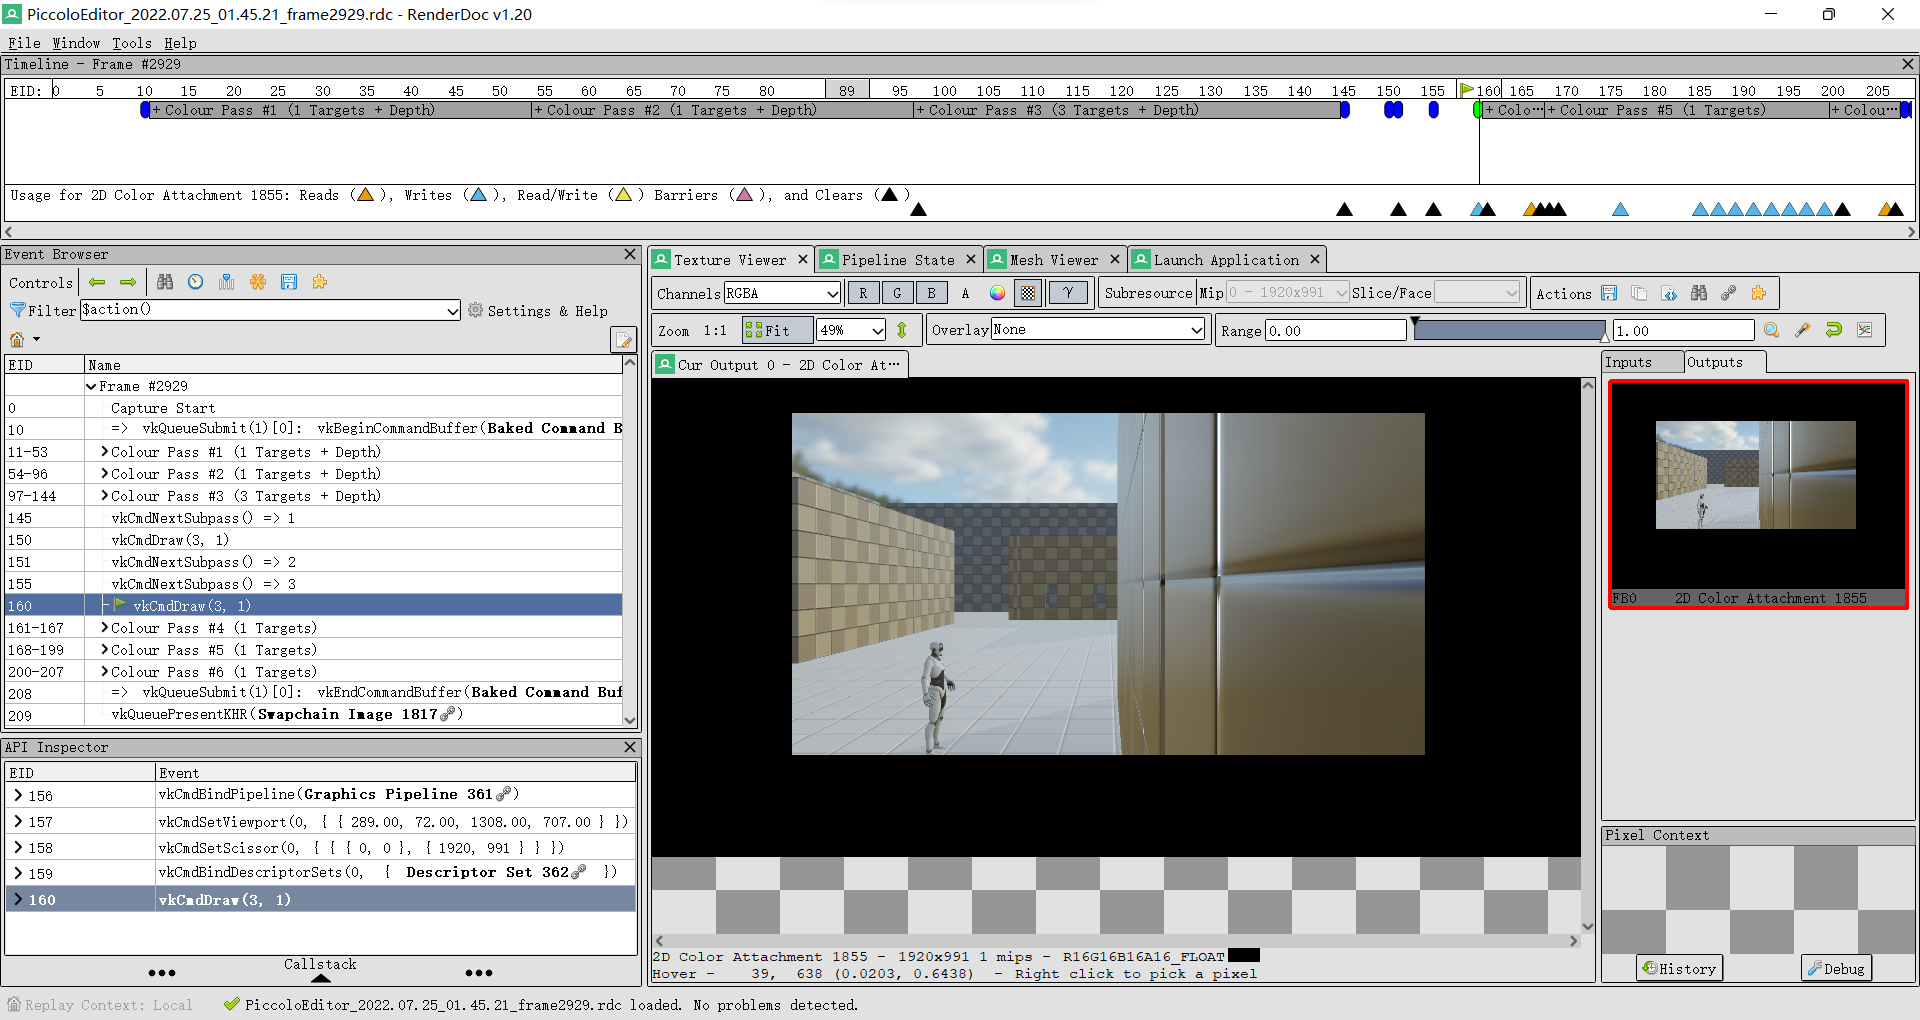 PiccoloEditor_2022.07.25_01.45.21_frame2929.rdc - RenderDoc v1.20
File Window Tools Help
Timeline - Frame #2929
EID: 0 5 10 15 20 25 30 35 40 45 50 55 60 65 70 75 80 89 95 100 105 110 115 120 125 130 135 140 145 150 155 160 165 170 175 180 185 190 195 200 205
+ Colour Pass #1 (1 Targets + Depth) + Colour Pass #2 (1 Targets + Depth) + Colour Pass #3 (3 Targets + Depth) + Colo··· + Colour Pass #5 (1 Targets) + Colou···
Usage for 2D Color Attachment 1855: Reads ( ), Writes ( ), Read/Write ( ) Barriers ( ), and Clears ( )
Event Browser
Controls
Filter $action() Settings & Help
EID Name
Frame #2929
0 Capture Start
10 => vkQueueSubmit(1)[0]: vkBeginCommandBuffer(Baked Command B
11-53 Colour Pass #1 (1 Targets + Depth)
54-96 Colour Pass #2 (1 Targets + Depth)
97-144 Colour Pass #3 (3 Targets + Depth)
145 vkCmdNextSubpass() => 1
150 vkCmdDraw(3, 1)
151 vkCmdNextSubpass() => 2
155 vkCmdNextSubpass() => 3
160 vkCmdDraw(3, 1)
161-167 Colour Pass #4 (1 Targets)
168-199 Colour Pass #5 (1 Targets)
200-207 Colour Pass #6 (1 Targets)
208 => vkQueueSubmit(1)[0]: vkEndCommandBuffer(Baked Command Buf
209 vkQueuePresentKHR(Swapchain Image 1817)
API Inspector
EID Event
156 vkCmdBindPipeline(Graphics Pipeline 361)
157 vkCmdSetViewport(0, { { 289.00, 72.00, 1308.00, 707.00 } })
158 vkCmdSetScissor(0, { { { 0, 0 }, { 1920, 991 } } })
159 vkCmdBindDescriptorSets(0, { Descriptor Set 362 })
160 vkCmdDraw(3, 1)
Callstack
Texture Viewer Pipeline State Mesh Viewer Launch Application
Channels RGBA R G B A γ Subresource Mip 0 - 1920x991 Slice/Face Actions
Zoom 1:1 Fit 49% Overlay None Range 0.00 1.00
Cur Output 0 - 2D Color At···
Inputs Outputs
FB0 2D Color Attachment 1855
Pixel Context
History Debug
2D Color Attachment 1855 - 1920x991 1 mips - R16G16B16A16_FLOAT
Hover - 39, 638 (0.0203, 0.6438) - Right click to pick a pixel
Replay Context: Local PiccoloEditor_2022.07.25_01.45.21_frame2929.rdc loaded. No problems detected.